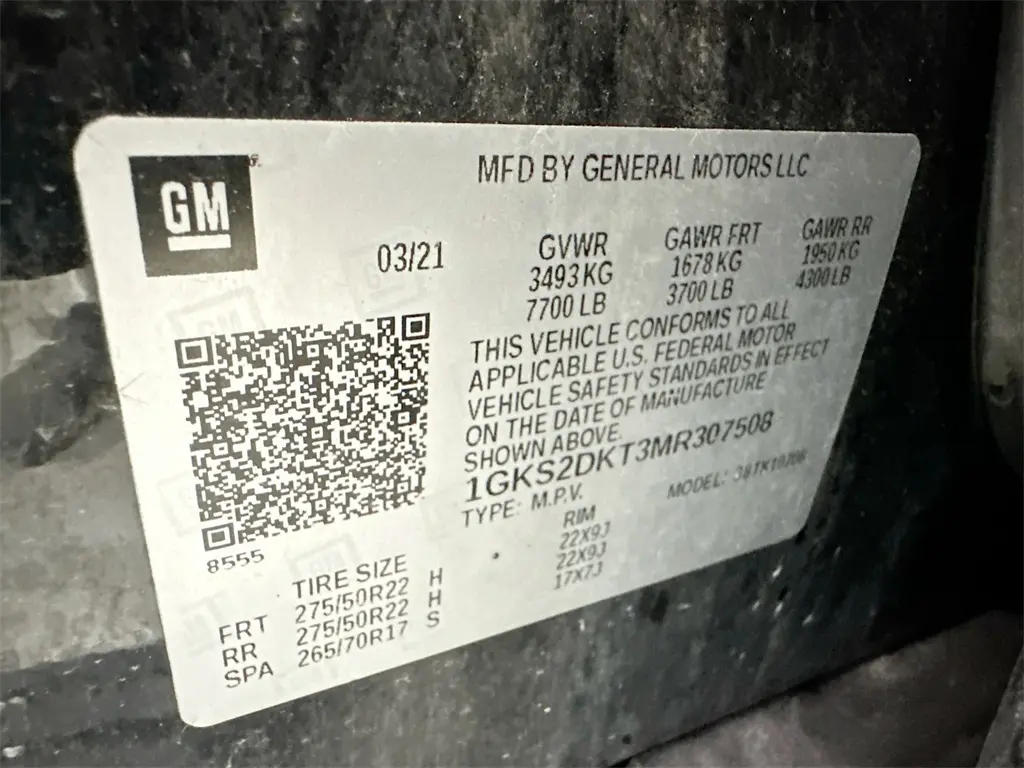 GM
MFD BY GENERAL MOTORS LLC
03/21
GVWR
3493 KG
7700 LB
GAWR FRT
1678 KG
3700 LB
GAWR RR
1950 KG
4300 LB
THIS VEHICLE CONFORMS TO ALL
APPLICABLE U.S. FEDERAL MOTOR
VEHICLE SAFETY STANDARDS IN EFFECT
ON THE DATE OF MANUFACTURE
SHOWN ABOVE.
1GKS2DKT3MR307508
TYPE: M.P.V.
MODEL:
8555
TIRE SIZE RIM
FRT 275/50R22 H 22X9J
RR 275/50R22 H 22X9J
SPA 265/70R17 S 17X7J